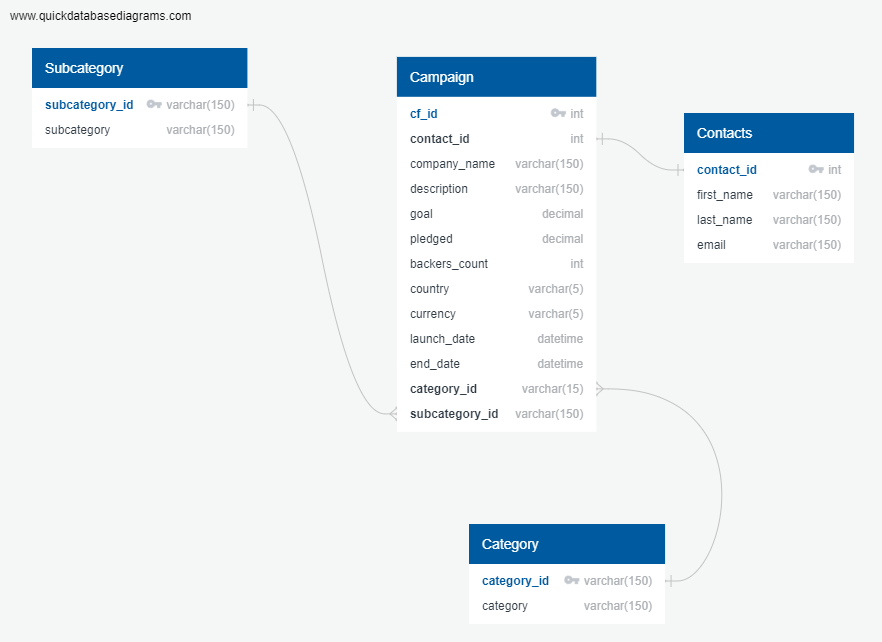 www.quickdatabasediagrams.com
Subcategory
subcategory_id varchar(150)
subcategory varchar(150)
Campaign
cf_id int
contact_id int
company_name varchar(150)
description varchar(150)
goal decimal
pledged decimal
backers_count int
country varchar(5)
currency varchar(5)
launch_date datetime
end_date datetime
category_id varchar(15)
subcategory_id varchar(150)
Contacts
contact_id int
first_name varchar(150)
last_name varchar(150)
email varchar(150)
Category
category_id varchar(150)
category varchar(150)